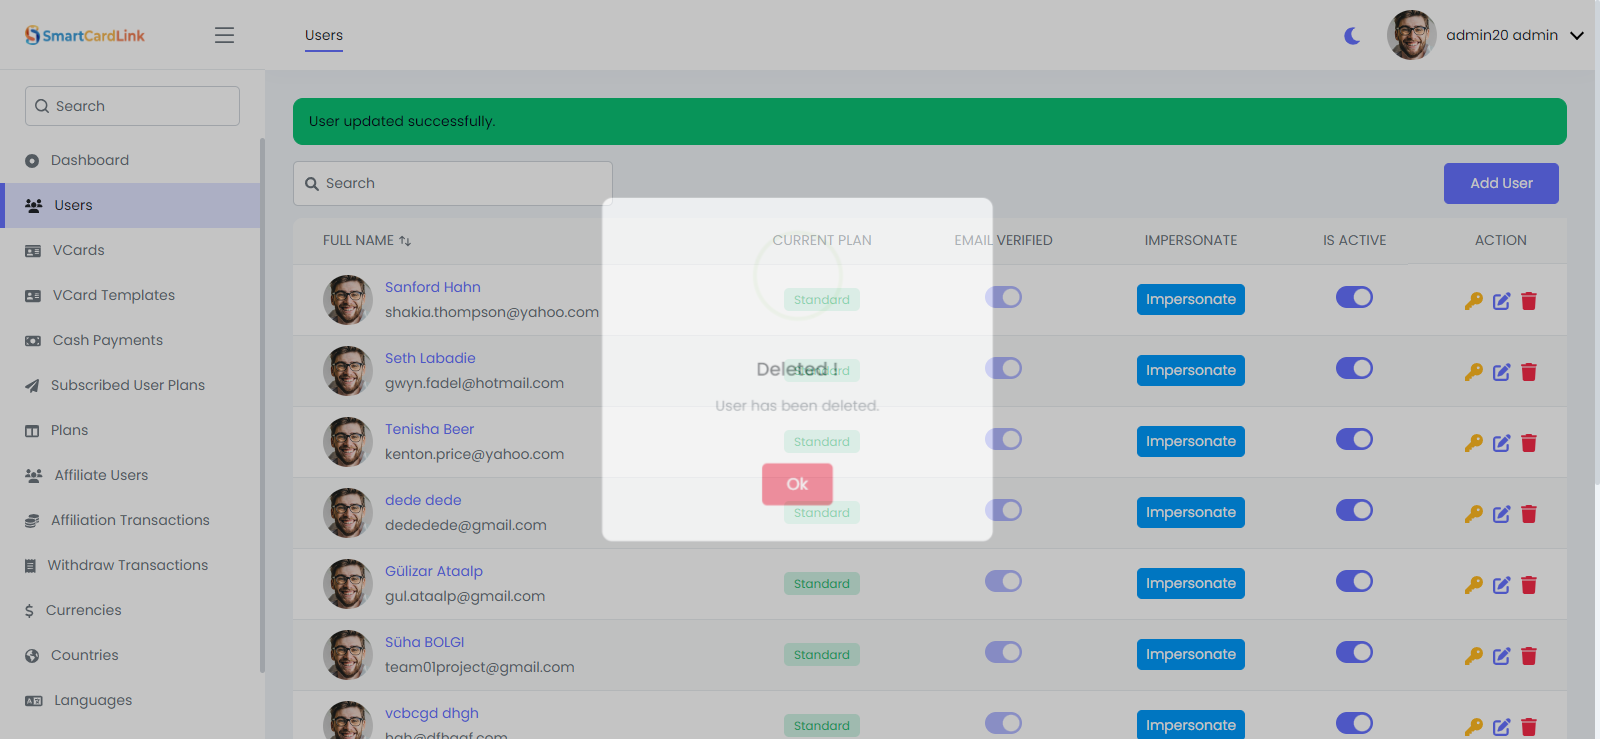 SmartCardLink
Users
admin20 admin
Search
Dashboard
Users
VCards
VCard Templates
Cash Payments
Subscribed User Plans
Plans
Affiliate Users
Affiliation Transactions
Withdraw Transactions
$ Currencies
Countries
Languages
User updated successfully.
Search
Add User
FULL NAME CURRENT PLAN EMAIL VERIFIED IMPERSONATE IS ACTIVE ACTION
Sanford Hahn
shakia.thompson@yahoo.com
Standard
Impersonate
Seth Labadie
gwyn.fadel@hotmail.com
Standard
Impersonate
Tenisha Beer
kenton.price@yahoo.com
Standard
Impersonate
dede dede
dededede@gmail.com
Standard
Impersonate
Gülizar Ataalp
gul.ataalp@gmail.com
Standard
Impersonate
Süha BOLGI
team01project@gmail.com
Standard
Impersonate
vcbcgd dhgh
Standard
Impersonate
Deleted !
User has been deleted.
Ok